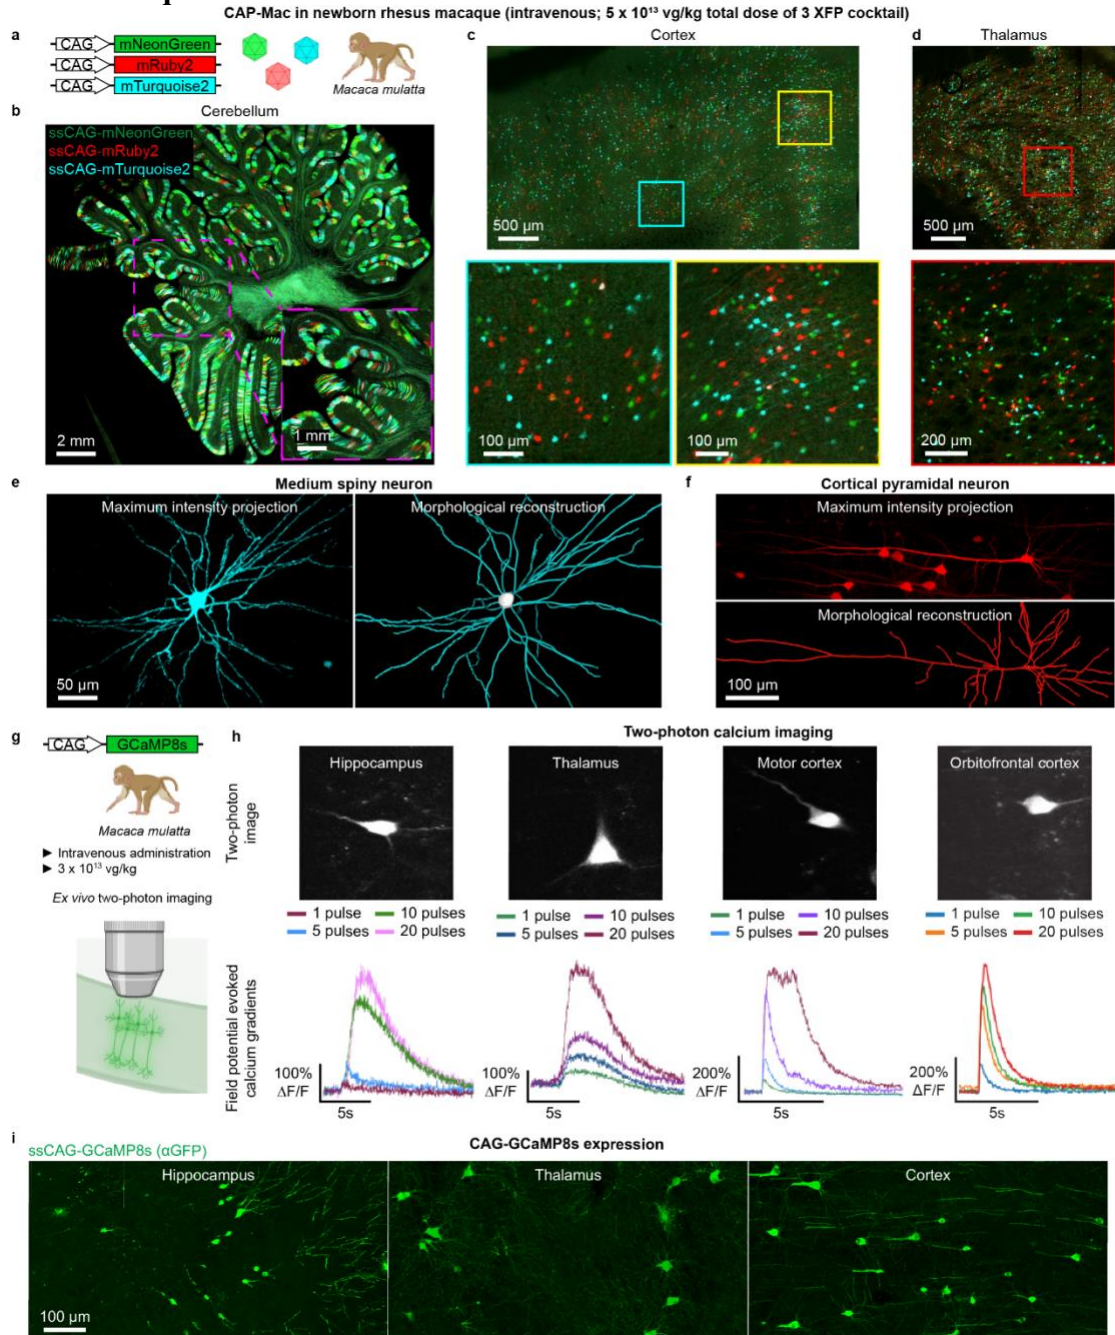 CAP-Mac in newborn rhesus macaque (intravenous; 5 x 10¹³ vg/kg total dose of 3 XFP cocktail)
a
CAG mNeonGreen
CAG mRuby2
CAG mTurquoise2
Macaca mulatta
b
Cerebellum
ssCAG-mNeonGreen
ssCAG-mRuby2
ssCAG-mTurquoise2
2 mm
1 mm
c
Cortex
500 µm
100 µm
100 µm
d
Thalamus
500 µm
200 µm
e
Medium spiny neuron
Maximum intensity projection
Morphological reconstruction
50 µm
f
Cortical pyramidal neuron
Maximum intensity projection
Morphological reconstruction
100 µm
g
CAG GCaMP8s
Macaca mulatta
► Intravenous administration
► 3 x 10¹³ vg/kg
Ex vivo two-photon imaging
h
Two-photon calcium imaging
Two-photon
image
Hippocampus
Thalamus
Motor cortex
Orbitofrontal cortex
1 pulse 10 pulses
5 pulses 20 pulses
1 pulse 10 pulses
5 pulses 20 pulses
1 pulse 10 pulses
5 pulses 20 pulses
1 pulse 10 pulses
5 pulses 20 pulses
Field potential evoked
calcium gradients
100%
ΔF/F
5s
100%
ΔF/F
5s
200%
ΔF/F
5s
200%
ΔF/F
5s
i
CAG-GCaMP8s expression
ssCAG-GCaMP8s (αGFP)
Hippocampus
Thalamus
Cortex
100 µm